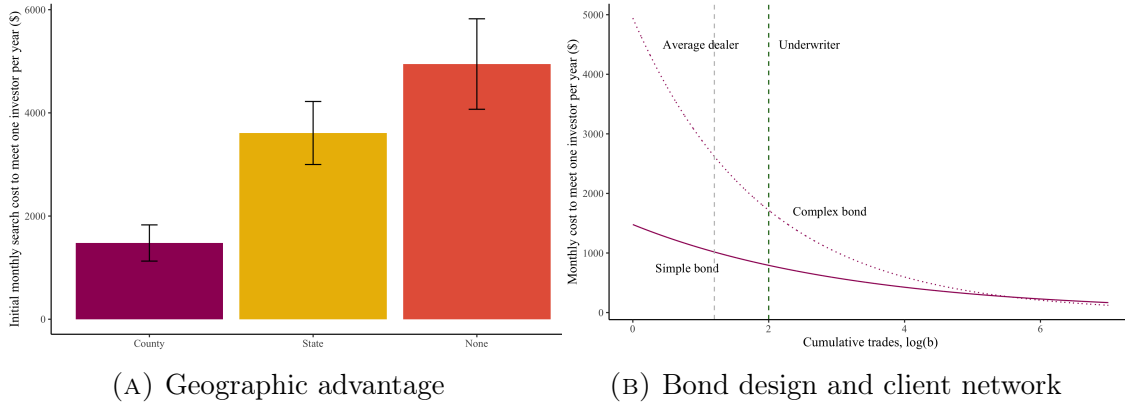 Initial monthly search cost to meet one investor per year ($)
6000
4000
2000
0
County
State
None
(A) Geographic advantage
Monthly cost to meet one investor per year ($)
5000
4000
3000
2000
1000
0
Average dealer
Underwriter
Complex bond
Simple bond
0
2
4
6
Cumulative trades, log(b)
(B) Bond design and client network